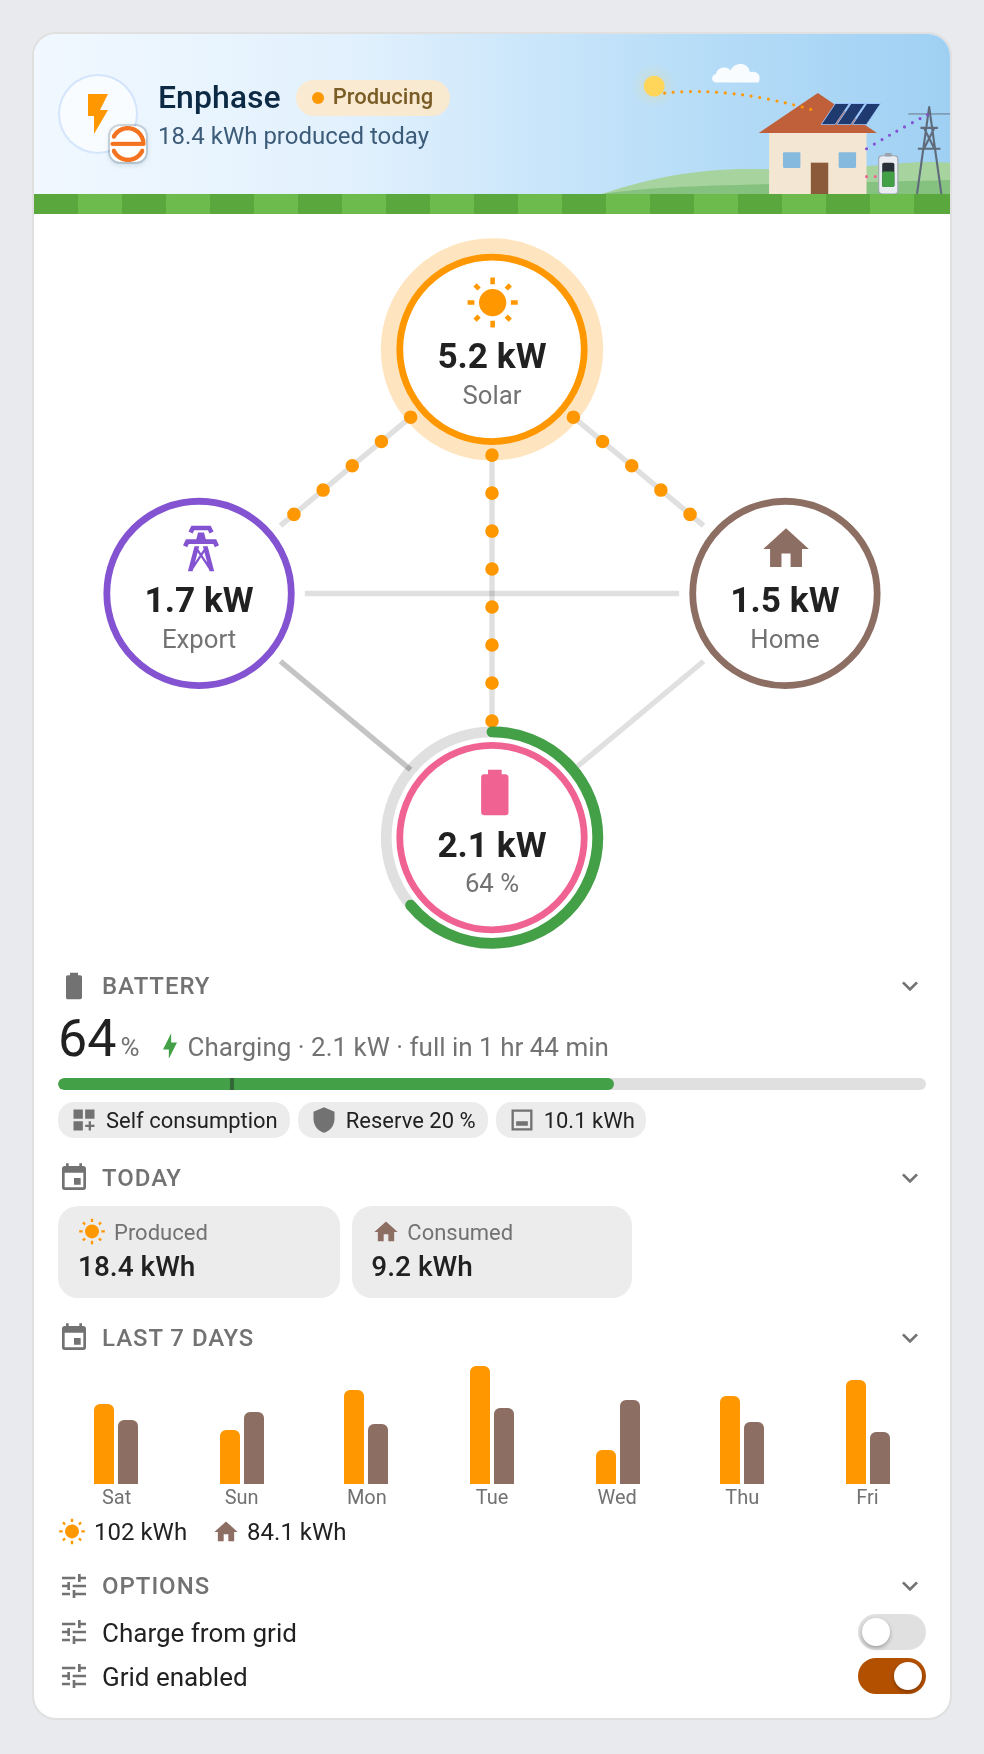 Enphase
Producing
18.4 kWh produced today
5.2 kW
Solar
1.7 kW
Export
1.5 kW
Home
2.1 kW
64 %
BATTERY
64 %
Charging · 2.1 kW · full in 1 hr 44 min
Self consumption
Reserve 20 %
10.1 kWh
TODAY
Produced
18.4 kWh
Consumed
9.2 kWh
LAST 7 DAYS
Sat Sun Mon Tue Wed Thu Fri
102 kWh 84.1 kWh
OPTIONS
Charge from grid
Grid enabled